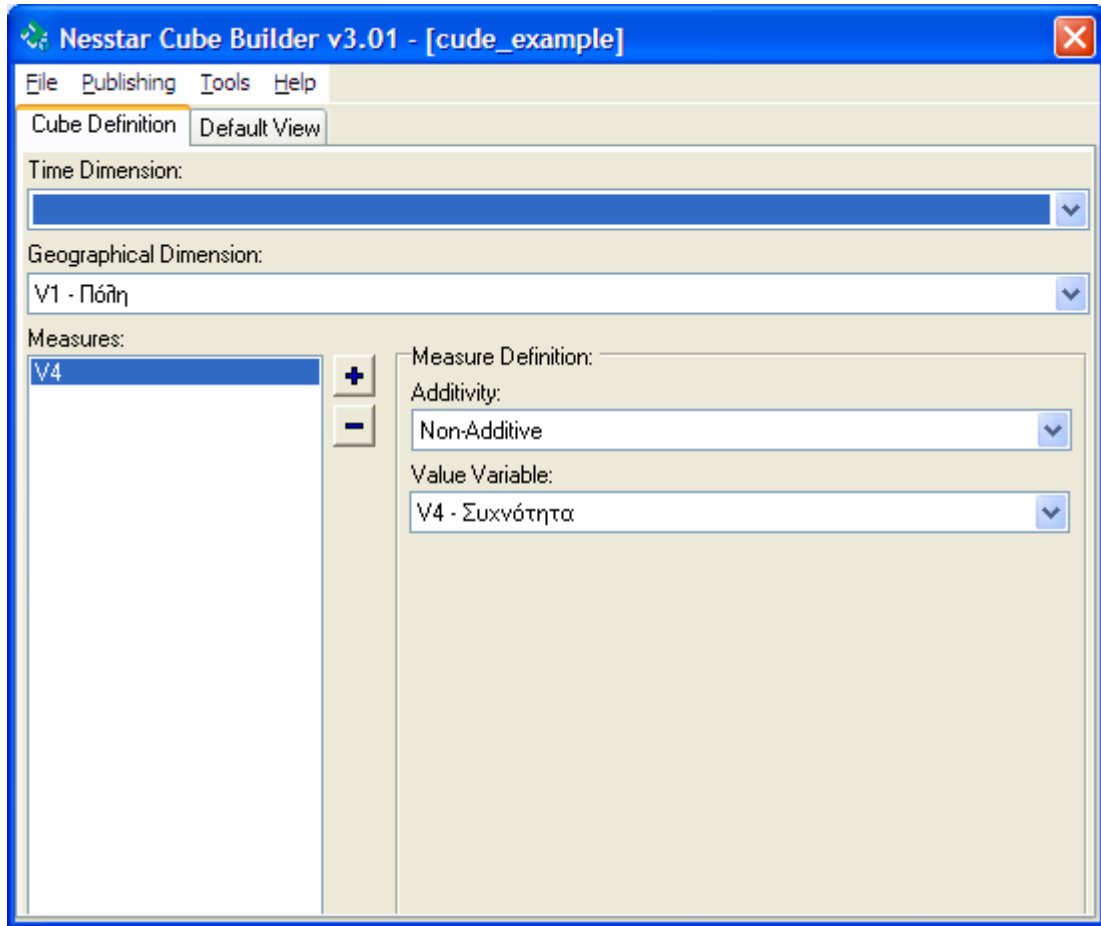 Nesstar Cube Builder v3.01 - [cude_example]
File Publishing Tools Help
Cube Definition Default View
Time Dimension:
Geographical Dimension:
V1 - Πόλη
Measures:
V4
Measure Definition:
Additivity:
Non-Additive
Value Variable:
V4 - Συχνότητα